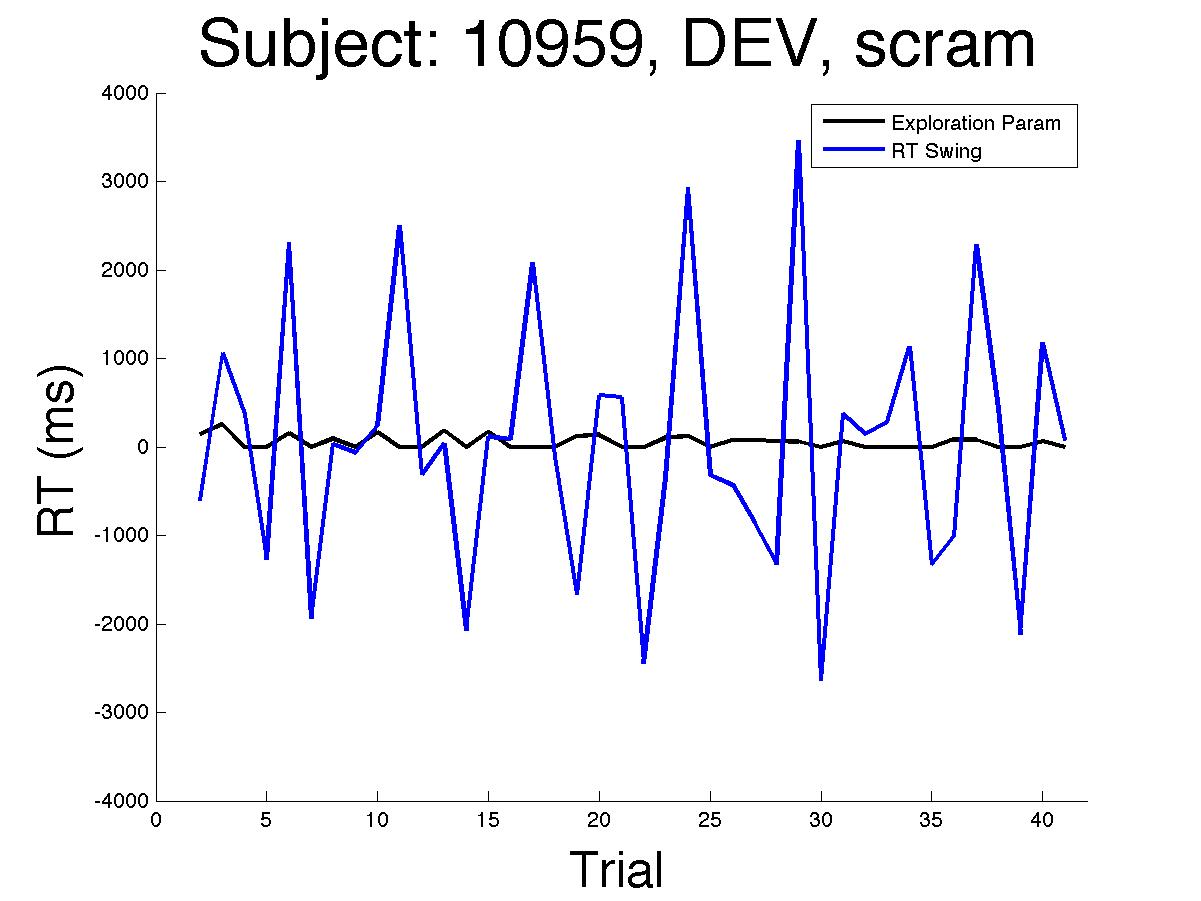 Subject: 10959, DEV, scram
4000
3000
2000
1000
0
-1000
-2000
-3000
-4000
RT (ms)
Exploration Param
RT Swing
0 5 10 15 20 25 30 35 40
Trial